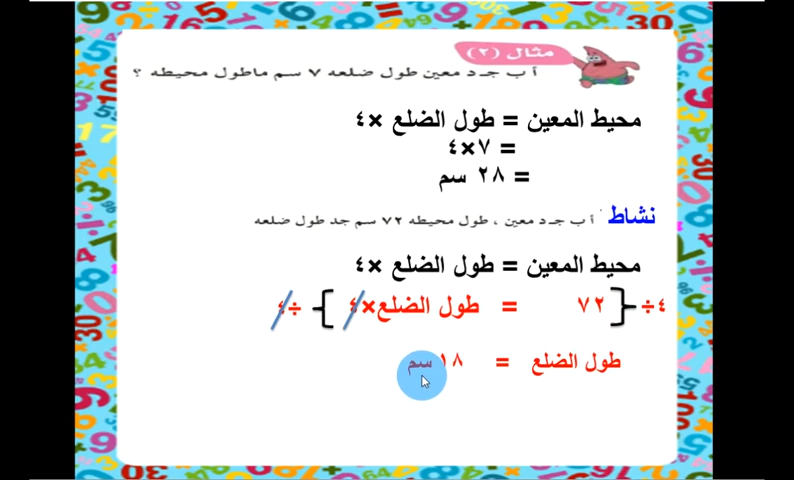 مثال (٢)
أ ب جـ د معين طول ضلعه ٧ سم ماطول محيطه ؟
محيط المعين = طول الضلع ×٤
= ٧×٤
= ٢٨ سم
نشاط أ ب جـ د معين ، طول محيطه ٧٢ سم جد طول ضلعه
محيط المعين = طول الضلع ×٤
٤÷ { ٧٢ = طول الضلع×٤ } ÷٤
طول الضلع = ١٨ سم